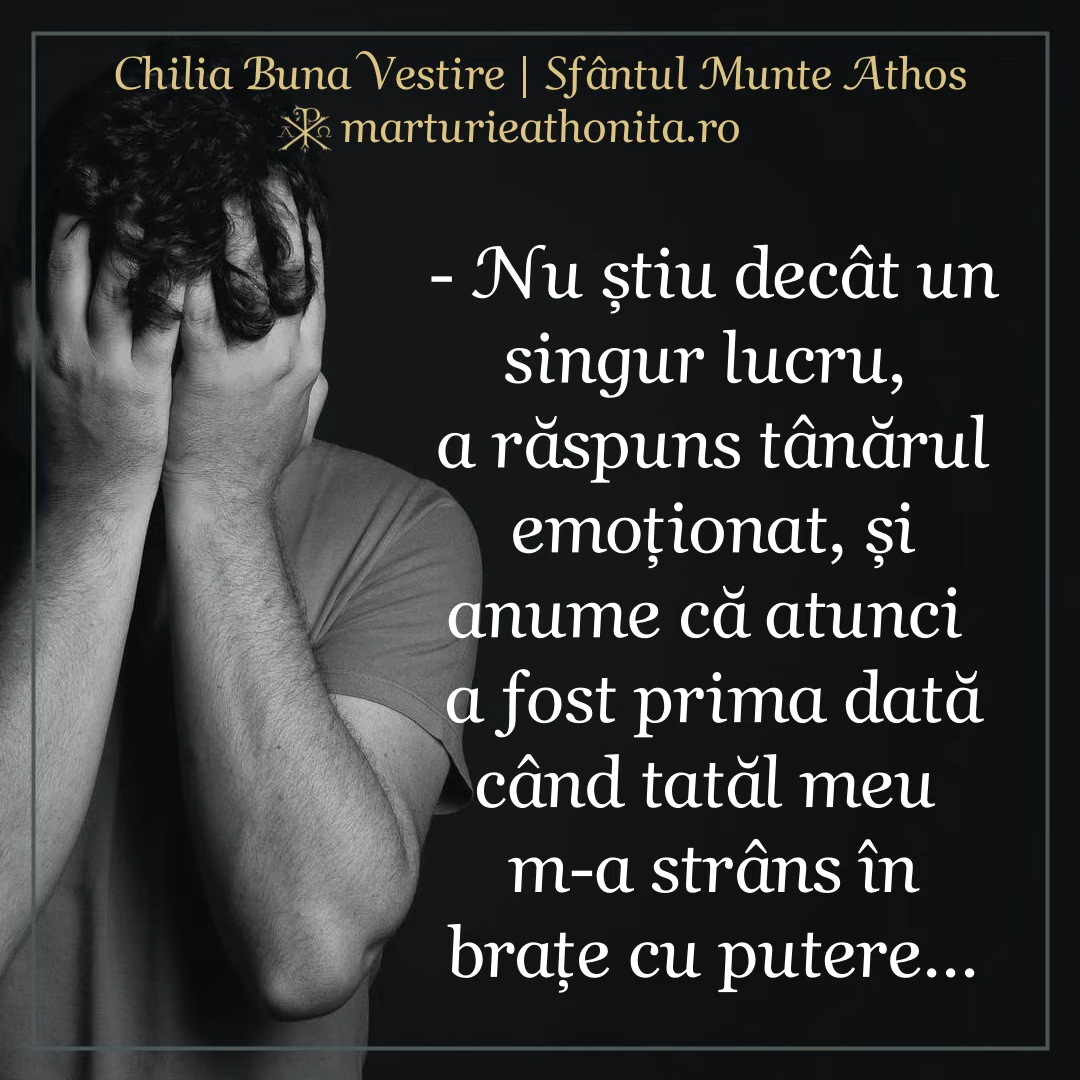 Chilia Buna Vestire | Sfântul Munte Athos
Α Ρ Ω marturieathonita.ro
- Nu știu decât un
singur lucru,
a răspuns tânărul
emoționat, și
anume că atunci
a fost prima dată
când tatăl meu
m-a strâns în
brațe cu putere...